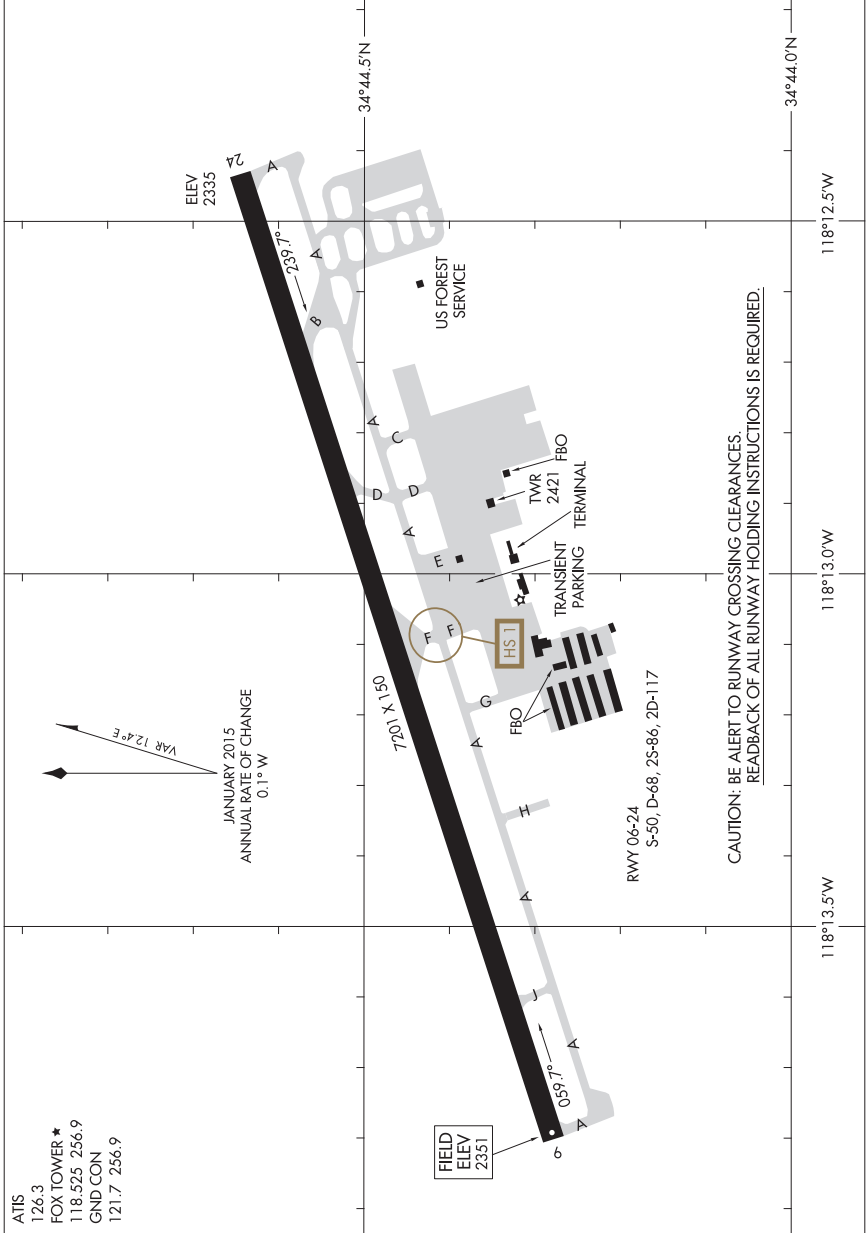 ATIS
126.3
FOX TOWER ★
118.525 256.9
GND CON
121.7 256.9
JANUARY 2015
ANNUAL RATE OF CHANGE
0.1° W
VAR 12.4°E
34°44.5'N
34°44.0'N
ELEV
2335
24
A
239.7°
A
B
US FOREST
SERVICE
A
C
D
D
A
E
FBO
TWR
2421
TERMINAL
TRANSIENT
PARKING
7201 X 150
F
F
HS 1
G
A
FBO
H
A
J
A
059.7°
A
6
FIELD
ELEV
2351
RWY 06-24
S-50, D-68, 2S-86, 2D-117
CAUTION: BE ALERT TO RUNWAY CROSSING CLEARANCES.
READBACK OF ALL RUNWAY HOLDING INSTRUCTIONS IS REQUIRED.
118°13.5'W
118°13.0'W
118°12.5'W